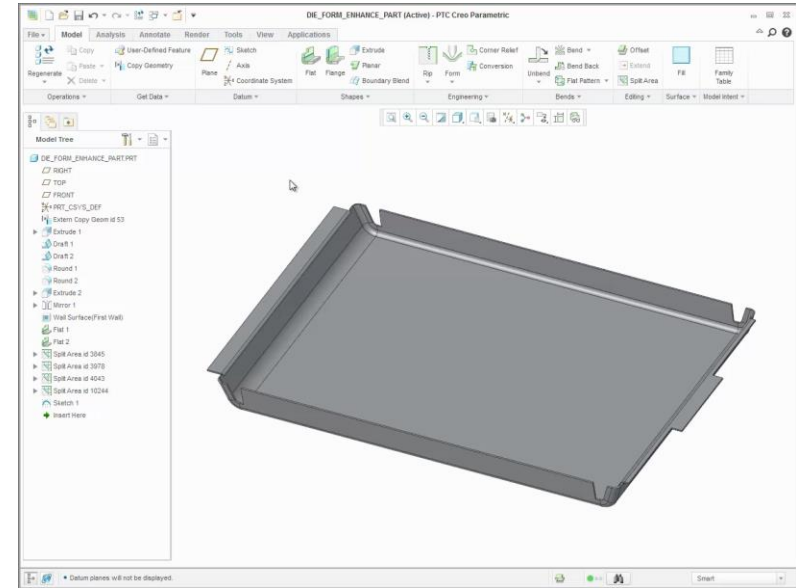 DIE_FORM_ENHANCE_PART (Active) - PTC Creo Parametric
File Model Analysis Annotate Render Tools View Applications
Regenerate Copy Paste Delete User-Defined Feature Copy Geometry Plane Sketch Axis Coordinate System Flat Flange Extrude Planar Boundary Blend Rip Form Corner Relief Conversion Unbend Bend Bend Back Flat Pattern Offset Extend Split Area Fill Family Table
Operations Get Data Datum Shapes Engineering Bends Editing Surface Model Intent
Model Tree
DIE_FORM_ENHANCE_PART.PRT
RIGHT
TOP
FRONT
PRT_CSYS_DEF
Extern Copy Geom id 53
Extrude 1
Draft 1
Draft 2
Round 1
Round 2
Extrude 2
Mirror 1
Wall Surface(First Wall)
Flat 1
Flat 2
Split Area id 3845
Split Area id 3978
Split Area id 4043
Split Area id 10244
Sketch 1
Insert Here
Datum planes will not be displayed.
Smart